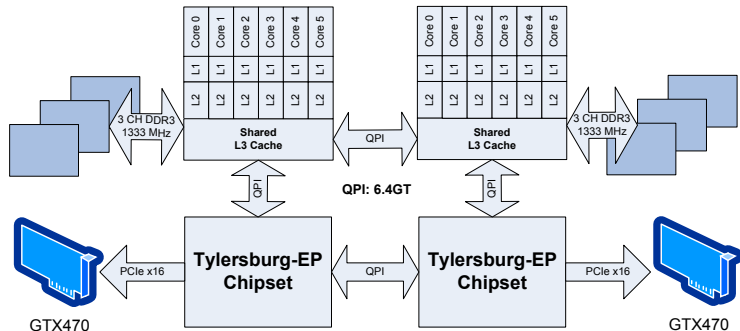 Core 0
Core 1
Core 2
Core 3
Core 4
Core 5
L1
L1
L1
L1
L1
L1
L2
L2
L2
L2
L2
L2
Shared
L3 Cache
Core 0
Core 1
Core 2
Core 3
Core 4
Core 5
L1
L1
L1
L1
L1
L1
L2
L2
L2
L2
L2
L2
Shared
L3 Cache
3 CH DDR3
1333 MHz
QPI
3 CH DDR3
1333 MHz
QPI
QPI: 6.4GT
QPI
Tylersburg-EP
Chipset
Tylersburg-EP
Chipset
PCIe x16
QPI
PCIe x16
GTX470
GTX470